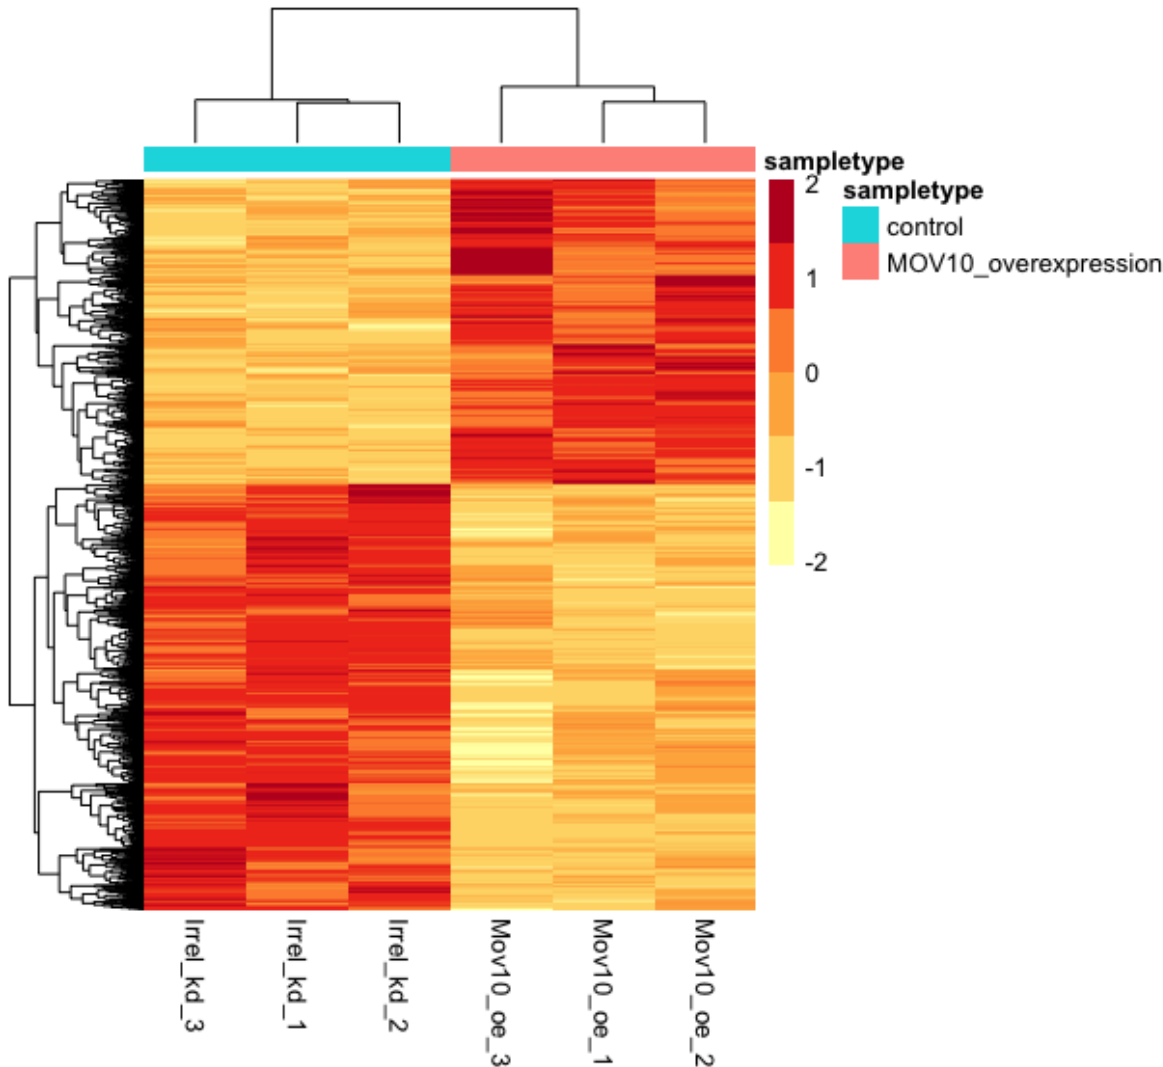 sampletype
2
1
0
-1
-2
sampletype
control
MOV10_overexpression
Irrel_kd_3
Irrel_kd_1
Irrel_kd_2
Mov10_oe_3
Mov10_oe_1
Mov10_oe_2